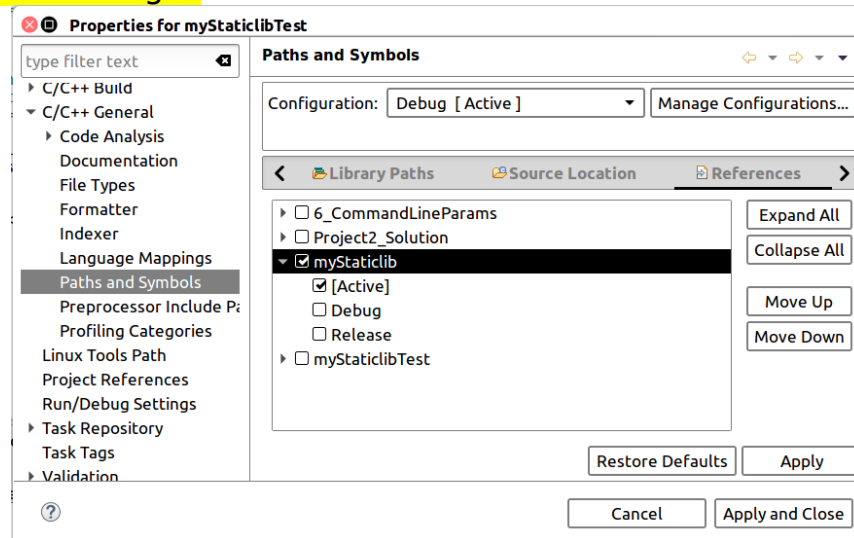 Properties for myStaticlibTest
type filter text
Paths and Symbols
C/C++ Build
C/C++ General
Code Analysis
Documentation
File Types
Formatter
Indexer
Language Mappings
Paths and Symbols
Preprocessor Include Pa
Profiling Categories
Linux Tools Path
Project References
Run/Debug Settings
Task Repository
Task Tags
Validation
Configuration: Debug [ Active ] Manage Configurations...
Library Paths Source Location References
6_CommandLineParams
Project2_Solution
myStaticlib
[Active]
Debug
Release
myStaticlibTest
Expand All
Collapse All
Move Up
Move Down
Restore Defaults Apply
Cancel Apply and Close